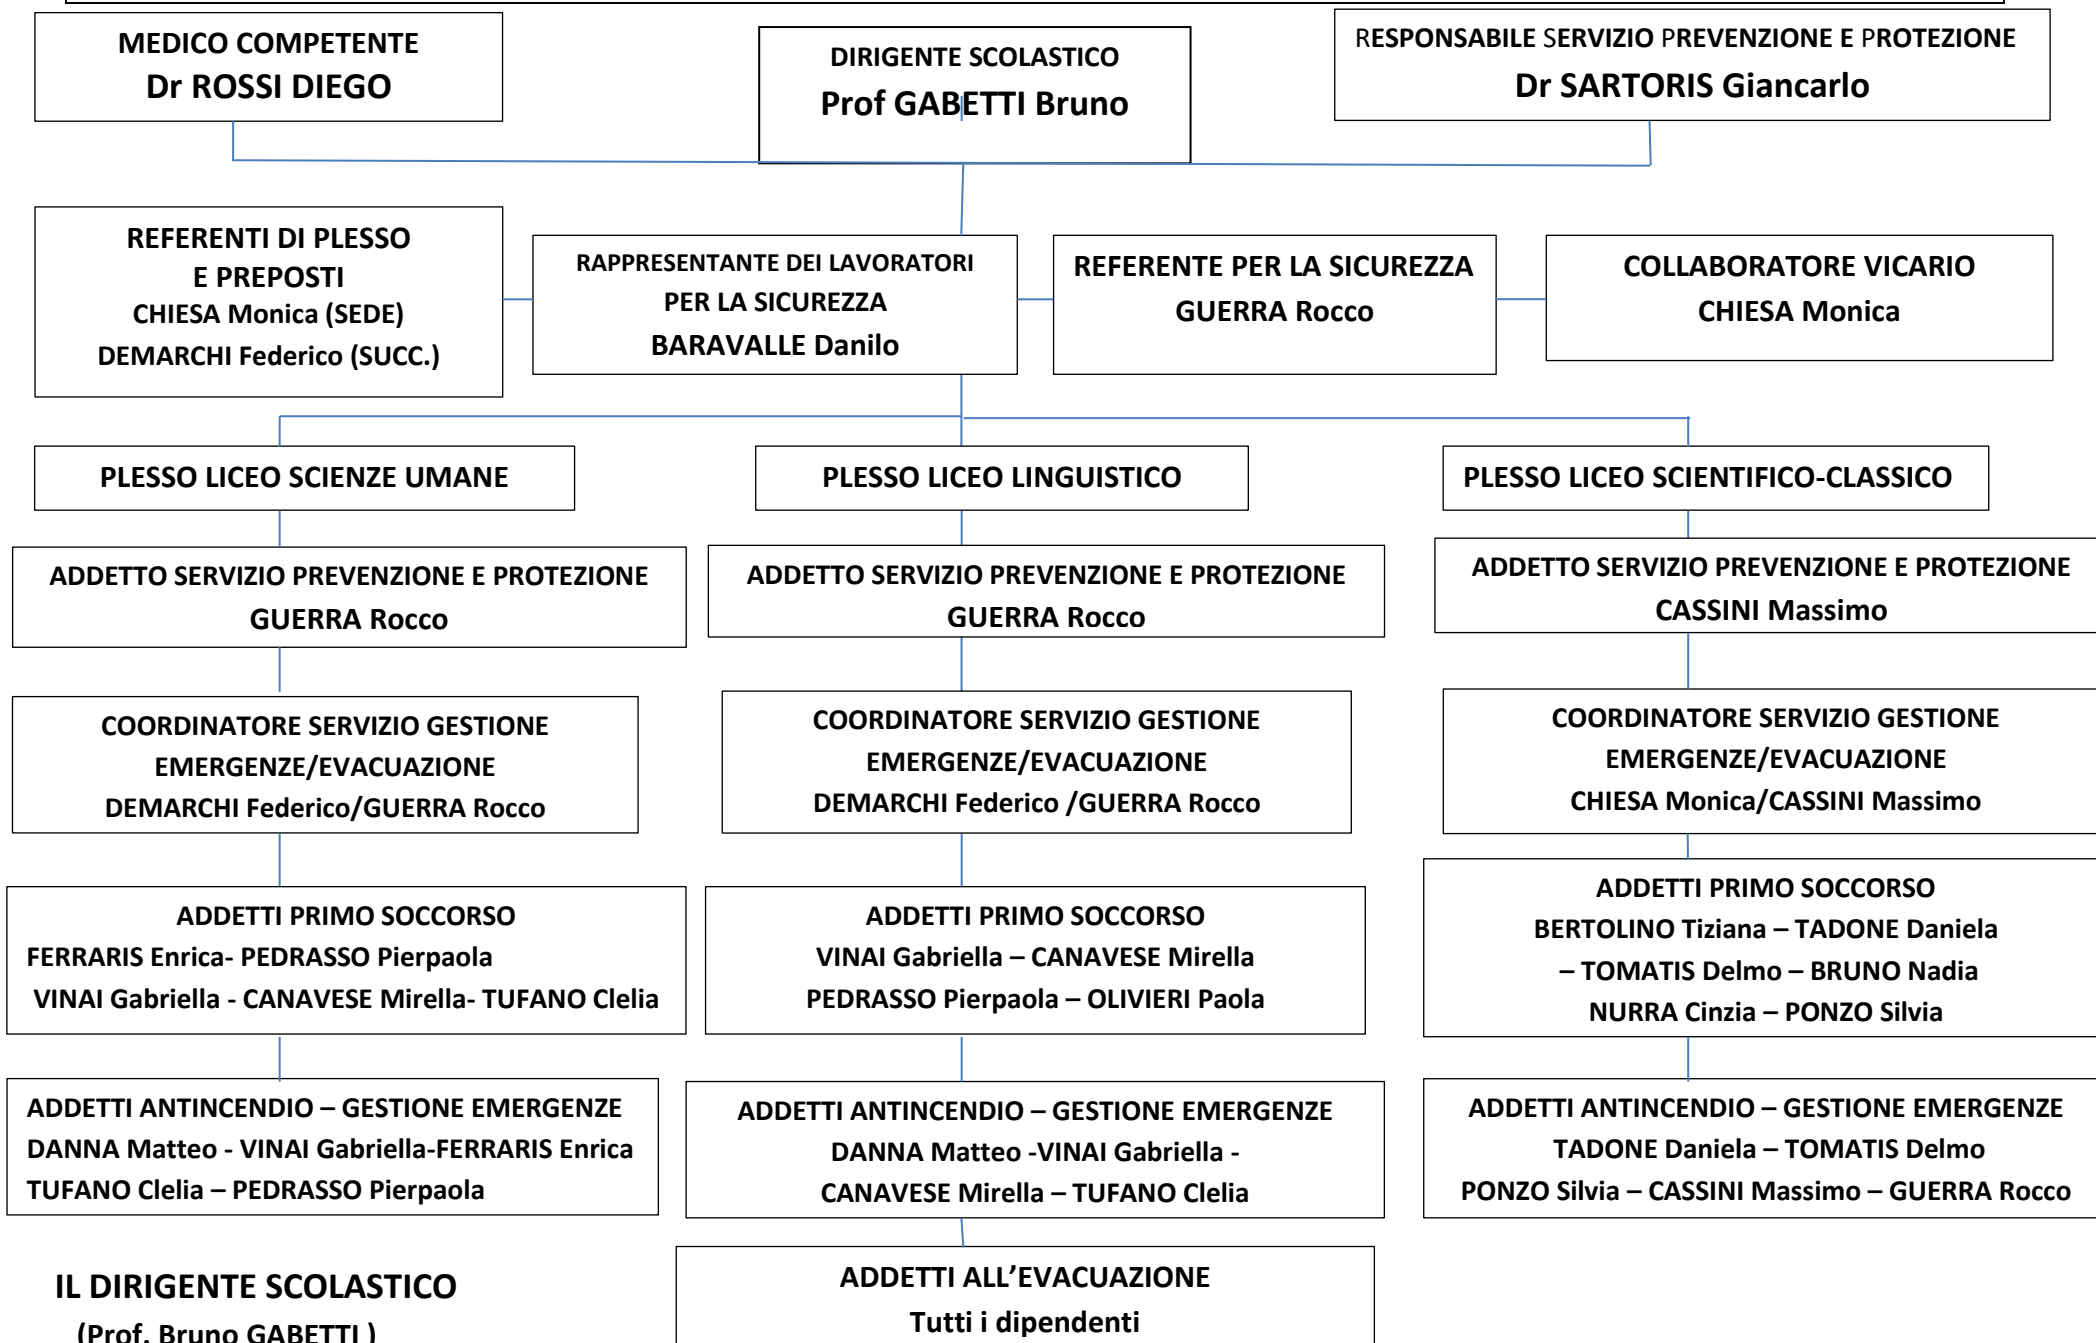 MEDICO COMPETENTE
Dr ROSSI DIEGO
DIRIGENTE SCOLASTICO
Prof GABETTI Bruno
RESPONSABILE SERVIZIO PREVENZIONE E PROTEZIONE
Dr SARTORIS Giancarlo
REFERENTI DI PLESSO
E PREPOSTI
CHIESA Monica (SEDE)
DEMARCHI Federico (SUCC.)
RAPPRESENTANTE DEI LAVORATORI
PER LA SICUREZZA
BARAVALLE Danilo
REFERENTE PER LA SICUREZZA
GUERRA Rocco
COLLABORATORE VICARIO
CHIESA Monica
PLESSO LICEO SCIENZE UMANE
PLESSO LICEO LINGUISTICO
PLESSO LICEO SCIENTIFICO-CLASSICO
ADDETTO SERVIZIO PREVENZIONE E PROTEZIONE
GUERRA Rocco
ADDETTO SERVIZIO PREVENZIONE E PROTEZIONE
GUERRA Rocco
ADDETTO SERVIZIO PREVENZIONE E PROTEZIONE
CASSINI Massimo
COORDINATORE SERVIZIO GESTIONE
EMERGENZE/EVACUAZIONE
DEMARCHI Federico/GUERRA Rocco
COORDINATORE SERVIZIO GESTIONE
EMERGENZE/EVACUAZIONE
DEMARCHI Federico /GUERRA Rocco
COORDINATORE SERVIZIO GESTIONE
EMERGENZE/EVACUAZIONE
CHIESA Monica/CASSINI Massimo
ADDETTI PRIMO SOCCORSO
FERRARIS Enrica- PEDRASSO Pierpaola
VINAI Gabriella - CANAVESE Mirella- TUFANO Clelia
ADDETTI PRIMO SOCCORSO
VINAI Gabriella – CANAVESE Mirella
PEDRASSO Pierpaola – OLIVIERI Paola
ADDETTI PRIMO SOCCORSO
BERTOLINO Tiziana – TADONE Daniela
– TOMATIS Delmo – BRUNO Nadia
NURRA Cinzia – PONZO Silvia
ADDETTI ANTINCENDIO – GESTIONE EMERGENZE
DANNA Matteo - VINAI Gabriella-FERRARIS Enrica
TUFANO Clelia – PEDRASSO Pierpaola
ADDETTI ANTINCENDIO – GESTIONE EMERGENZE
DANNA Matteo -VINAI Gabriella -
CANAVESE Mirella – TUFANO Clelia
ADDETTI ANTINCENDIO – GESTIONE EMERGENZE
TADONE Daniela – TOMATIS Delmo
PONZO Silvia – CASSINI Massimo – GUERRA Rocco
IL DIRIGENTE SCOLASTICO
(Prof. Bruno GABETTI )
ADDETTI ALL’EVACUAZIONE
Tutti i dipendenti